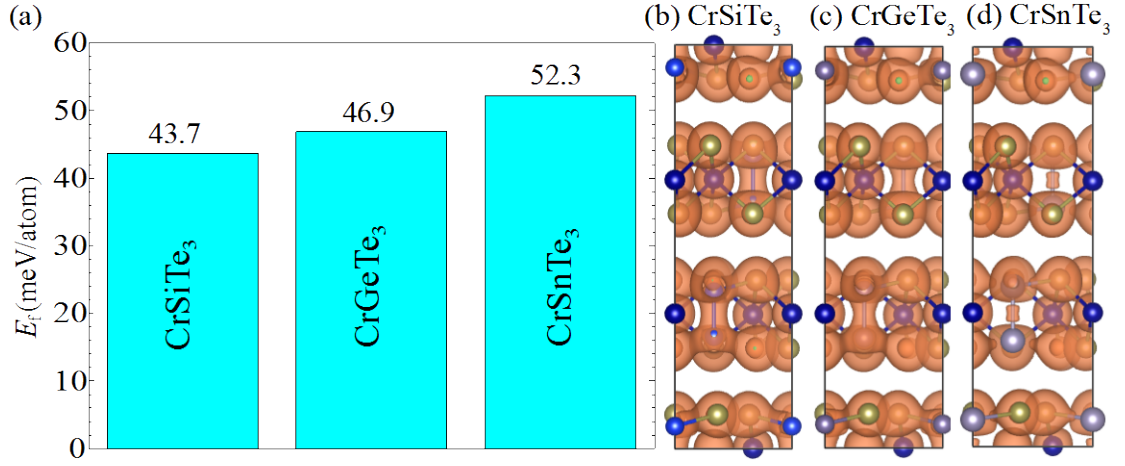 (a)
(b) CrSiTe₃ (c) CrGeTe₃ (d) CrSnTe₃
60
50
40
30
20
10
0
E_f (meV/atom)
43.7
46.9
52.3
CrSiTe₃
CrGeTe₃
CrSnTe₃